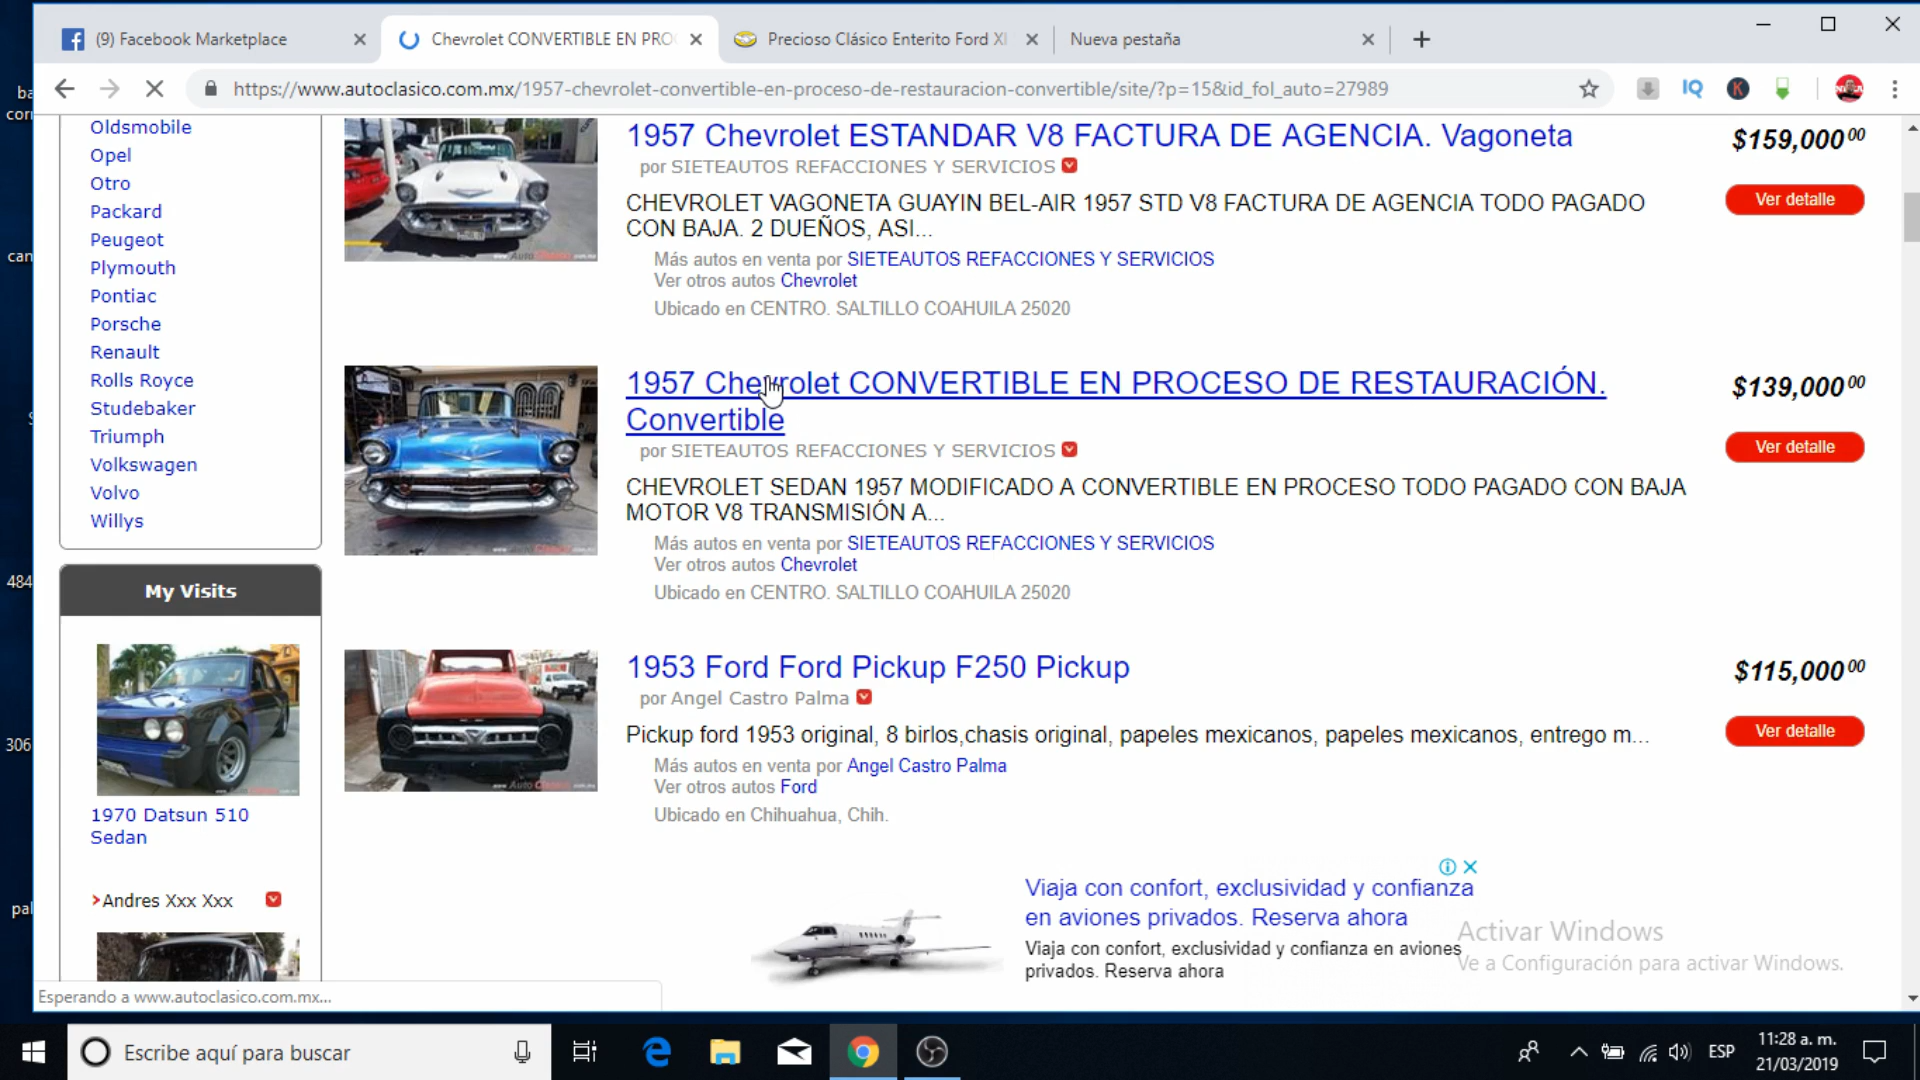 (9) Facebook Marketplace
Chevrolet CONVERTIBLE EN PRO
Precioso Clásico Enterito Ford X
Nueva pestaña
https://www.autoclasico.com.mx/1957-chevrolet-convertible-en-proceso-de-restauracion-convertible/site/?p=15&id_fol_auto=27989
Oldsmobile
Opel
Otro
Packard
Peugeot
Plymouth
Pontiac
Porsche
Renault
Rolls Royce
Studebaker
Triumph
Volkswagen
Volvo
Willys
My Visits
1970 Datsun 510
Sedan
Andres Xxx Xxx
1957 Chevrolet ESTANDAR V8 FACTURA DE AGENCIA. Vagoneta
$159,000.00
por SIETEAUTOS REFACCIONES Y SERVICIOS
Ver detalle
CHEVROLET VAGONETA GUAYIN BEL-AIR 1957 STD V8 FACTURA DE AGENCIA TODO PAGADO
CON BAJA. 2 DUEÑOS, ASI...
Más autos en venta por SIETEAUTOS REFACCIONES Y SERVICIOS
Ver otros autos Chevrolet
Ubicado en CENTRO. SALTILLO COAHUILA 25020
1957 Chevrolet CONVERTIBLE EN PROCESO DE RESTAURACIÓN.
Convertible
$139,000.00
por SIETEAUTOS REFACCIONES Y SERVICIOS
Ver detalle
CHEVROLET SEDAN 1957 MODIFICADO A CONVERTIBLE EN PROCESO TODO PAGADO CON BAJA
MOTOR V8 TRANSMISIÓN A...
Más autos en venta por SIETEAUTOS REFACCIONES Y SERVICIOS
Ver otros autos Chevrolet
Ubicado en CENTRO. SALTILLO COAHUILA 25020
1953 Ford Ford Pickup F250 Pickup
$115,000.00
por Angel Castro Palma
Ver detalle
Pickup ford 1953 original, 8 birlos,chasis original, papeles mexicanos, papeles mexicanos, entrego m...
Más autos en venta por Angel Castro Palma
Ver otros autos Ford
Ubicado en Chihuahua, Chih.
Viaja con confort, exclusividad y confianza
en aviones privados. Reserva ahora
Viaja con confort, exclusividad y confianza en aviones
privados. Reserva ahora
Activar Windows
Ve a Configuración para activar Windows.
Esperando a www.autoclasico.com.mx...
Escribe aquí para buscar
ESP
11:28 a. m.
21/03/2019